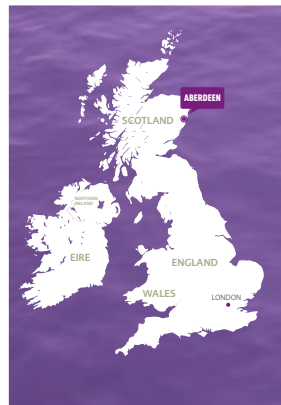 ABERDEEN
SCOTLAND
NORTHERN
IRELAND
EIRE
ENGLAND
WALES
LONDON